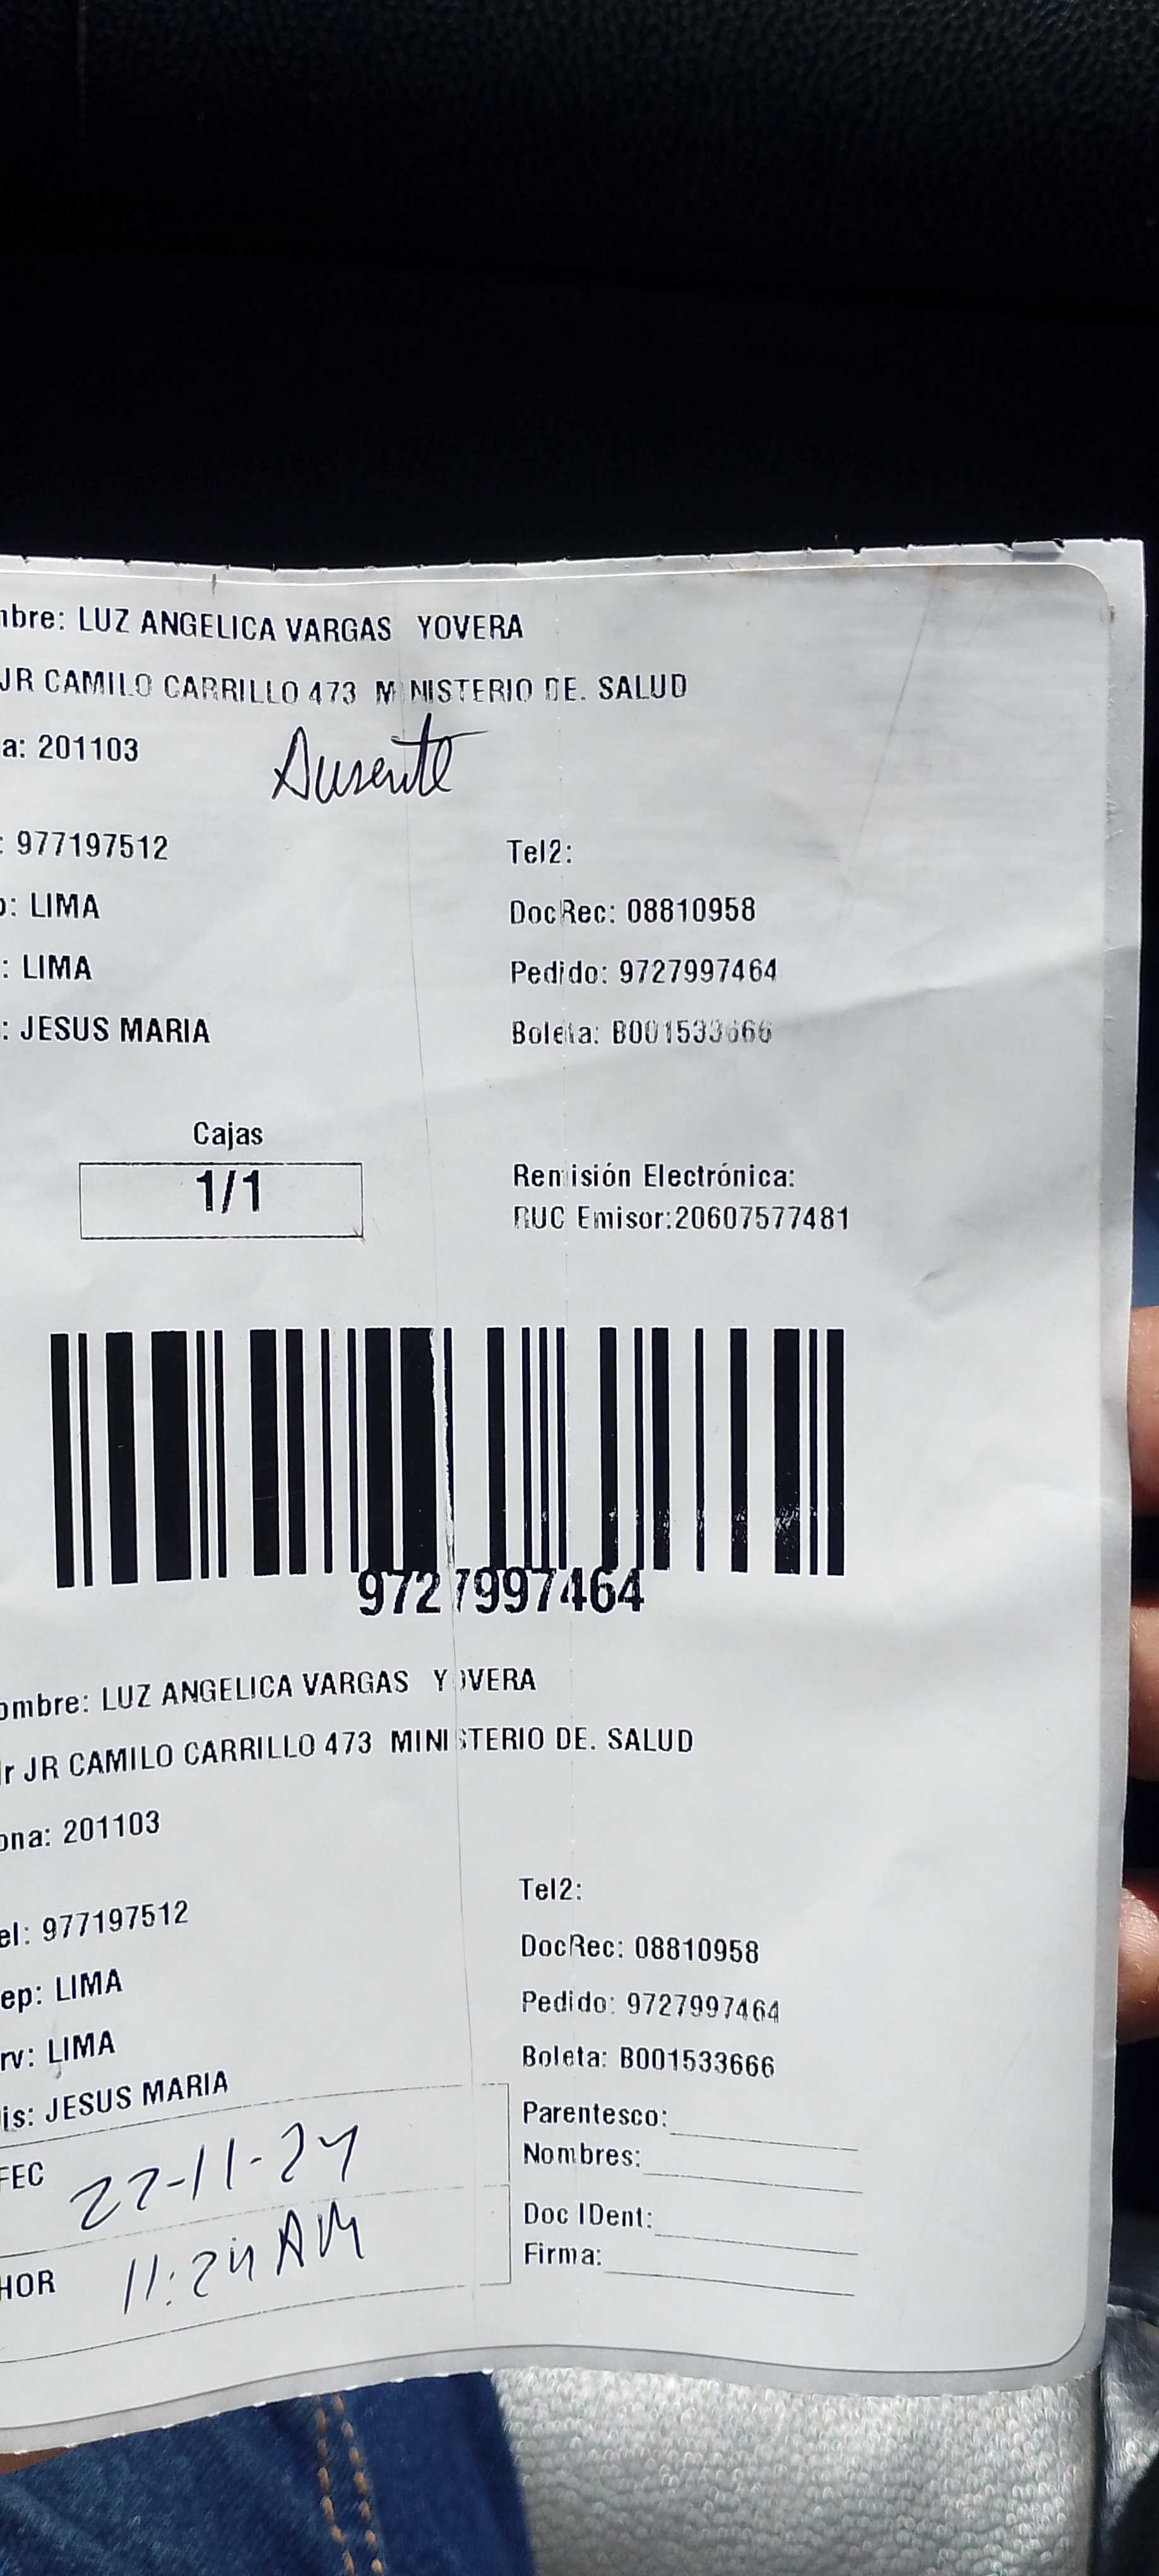 mbre: LUZ ANGELICA VARGAS YOVERA
JR CAMILO CARRILLO 473 M NISTERIO DE. SALUD
a: 201103
Ausente
: 977197512
Tel2:
o: LIMA
DocRec: 08810958
: LIMA
Pedido: 9727997464
: JESUS MARIA
Boleta: B001533666
Cajas
1/1
Remisión Electrónica:
RUC Emisor:20607577481
9727997464
ombre: LUZ ANGELICA VARGAS YOVERA
ir JR CAMILO CARRILLO 473 MINISTERIO DE. SALUD
ona: 201103
Tel2:
el: 977197512
DocRec: 08810958
ep: LIMA
Pedido: 9727997464
rv: LIMA
Boleta: B001533666
is: JESUS MARIA
Parentesco:
FEC 22-11-24
Nombres:
Doc IDent:
HOR 11:24 AM
Firma: